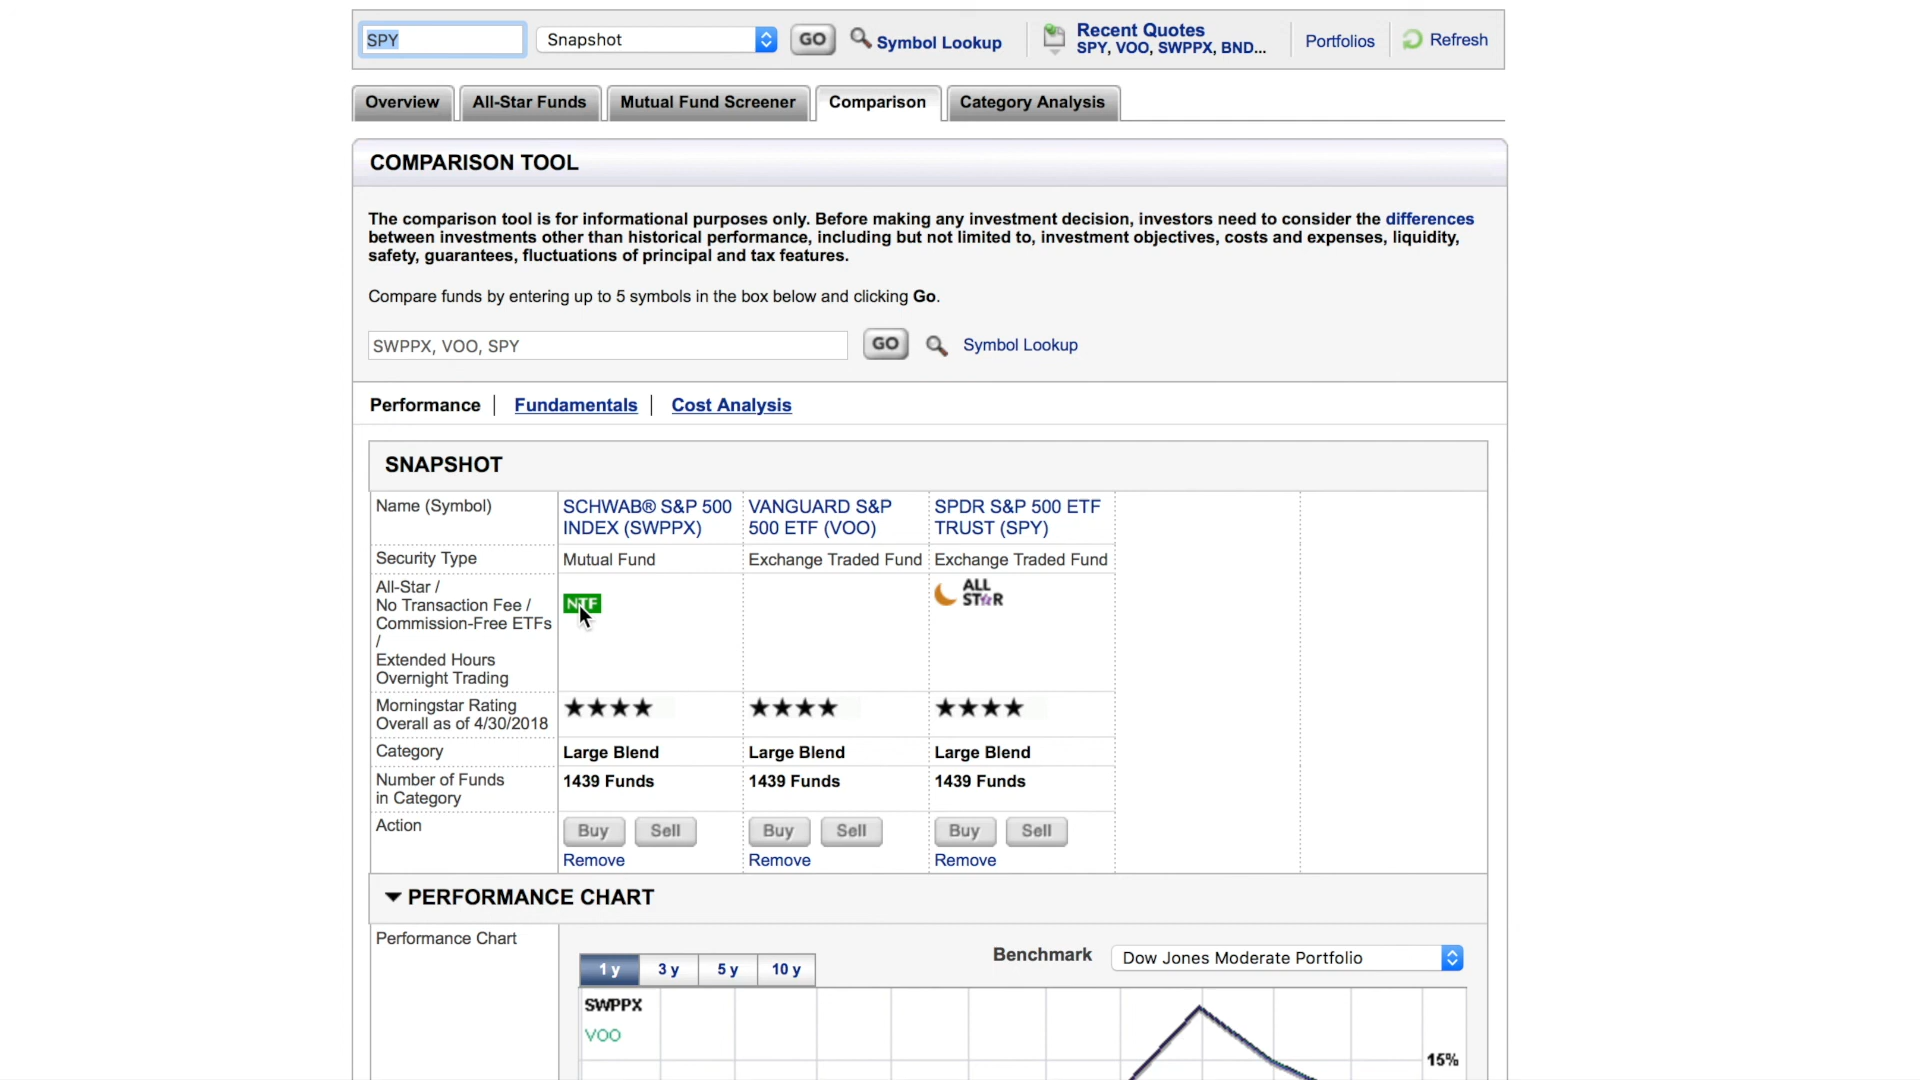 SPY
Snapshot
GO
Symbol Lookup
Recent Quotes
SPY, VOO, SWPPX, BND...
Portfolios
Refresh
Overview
All-Star Funds
Mutual Fund Screener
Comparison
Category Analysis
COMPARISON TOOL
The comparison tool is for informational purposes only. Before making any investment decision, investors need to consider the differences
between investments other than historical performance, including but not limited to, investment objectives, costs and expenses, liquidity,
safety, guarantees, fluctuations of principal and tax features.
Compare funds by entering up to 5 symbols in the box below and clicking Go.
SWPPX, VOO, SPY
GO
Symbol Lookup
Performance
Fundamentals
Cost Analysis
SNAPSHOT
Name (Symbol)
SCHWAB® S&P 500
INDEX (SWPPX)
VANGUARD S&P
500 ETF (VOO)
SPDR S&P 500 ETF
TRUST (SPY)
Security Type
Mutual Fund
Exchange Traded Fund
Exchange Traded Fund
All-Star /
No Transaction Fee /
Commission-Free ETFs
/
Extended Hours
Overnight Trading
NTF
ALL
STAR
Morningstar Rating
Overall as of 4/30/2018
★★★★
★★★★
★★★★
Category
Large Blend
Large Blend
Large Blend
Number of Funds
in Category
1439 Funds
1439 Funds
1439 Funds
Action
Buy
Sell
Buy
Sell
Buy
Sell
Remove
Remove
Remove
PERFORMANCE CHART
Performance Chart
Benchmark
Dow Jones Moderate Portfolio
1 y
3 y
5 y
10 y
SWPPX
VOO
15%